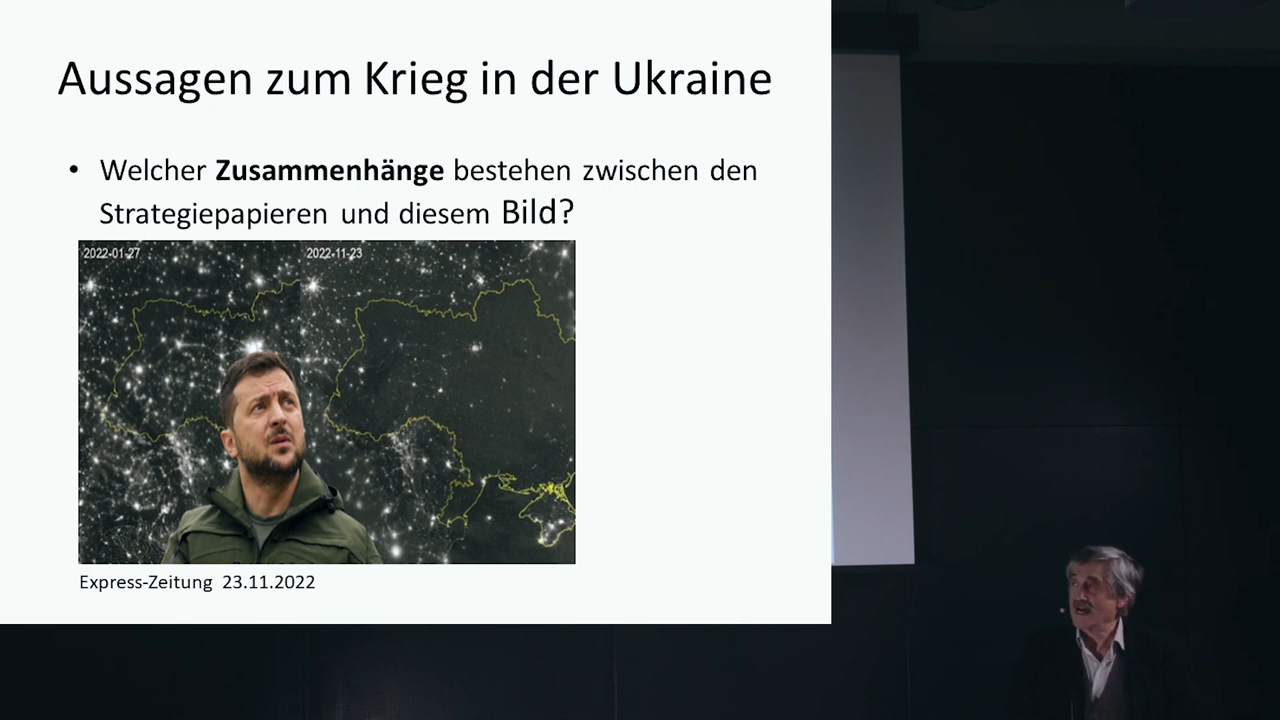 Aussagen zum Krieg in der Ukraine
• Welcher Zusammenhänge bestehen zwischen den
Strategiepapieren und diesem Bild?
2022-01-27
2022-11-23
Express-Zeitung 23.11.2022